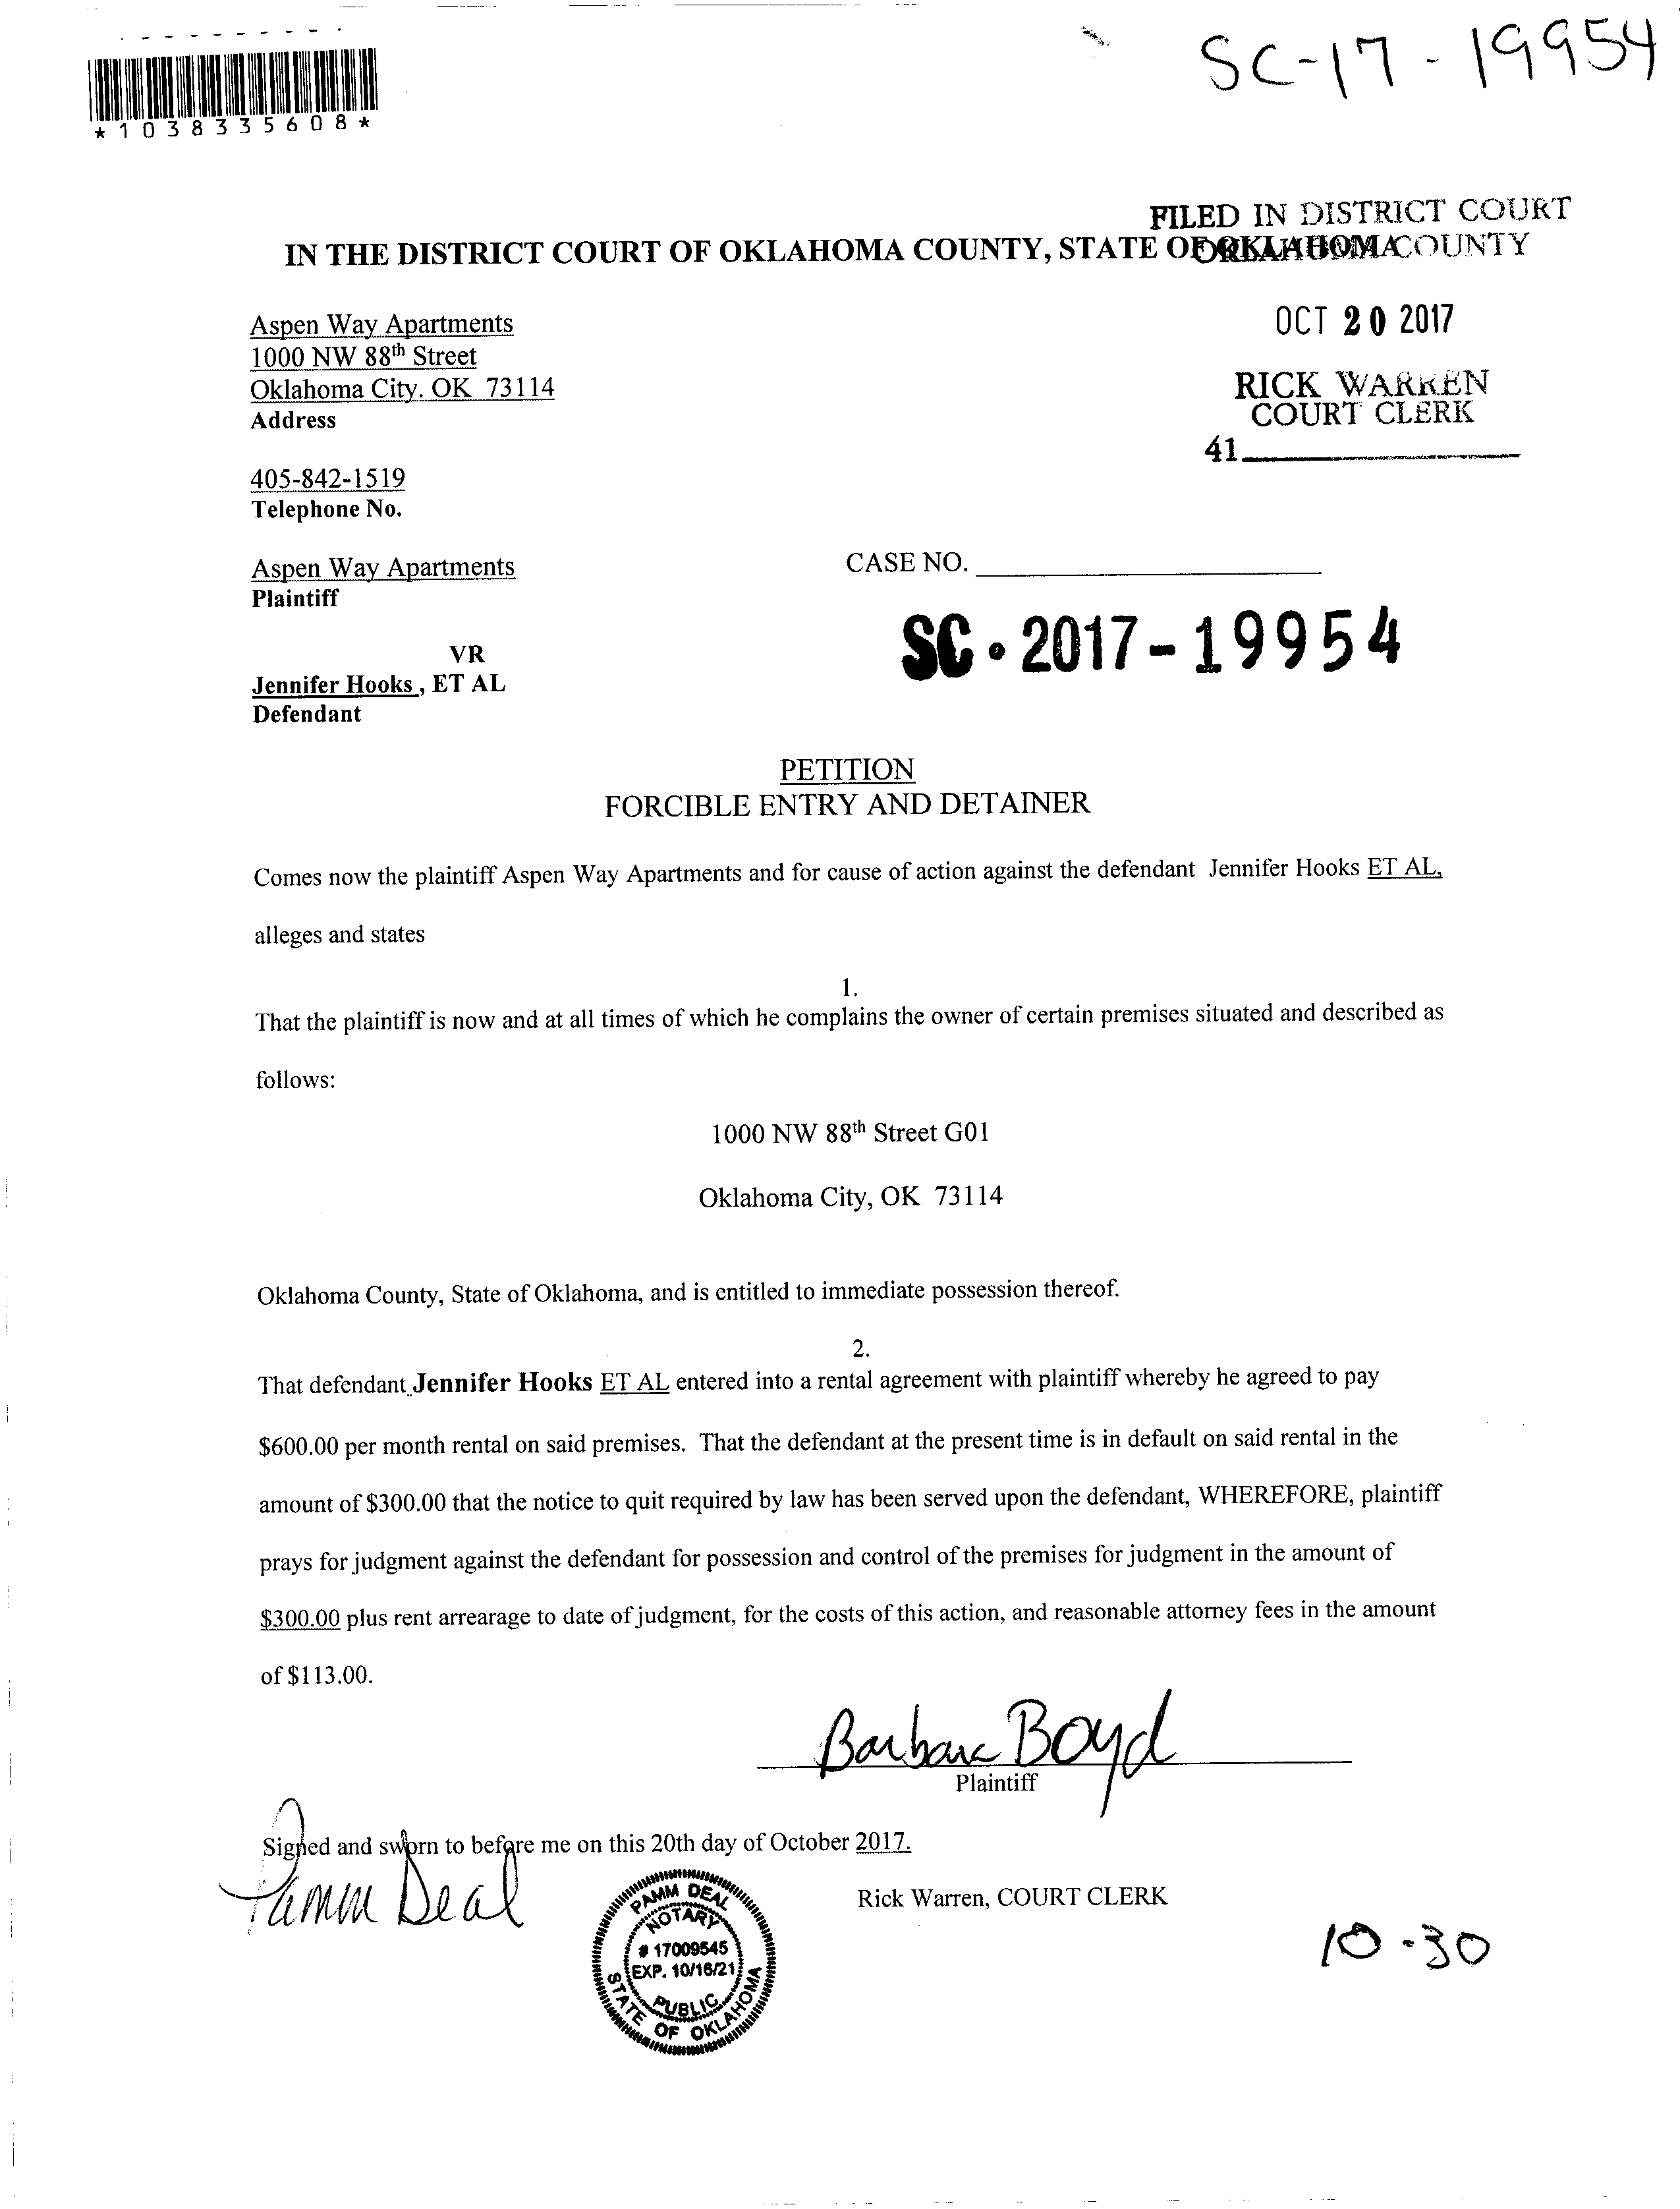 SC-17-19954
*1038335608*
FILED IN DISTRICT COURT
OKLAHOMA COUNTY
IN THE DISTRICT COURT OF OKLAHOMA COUNTY, STATE OF OKLAHOMA
Aspen Way Apartments
1000 NW 88th Street
Oklahoma City. OK 73114
Address
OCT 20 2017
RICK WARREN
COURT CLERK
41
405-842-1519
Telephone No.
Aspen Way Apartments
Plaintiff
CASE NO.
SC-2017-19954
VR
Jennifer Hooks , ET AL
Defendant
PETITION
FORCIBLE ENTRY AND DETAINER
Comes now the plaintiff Aspen Way Apartments and for cause of action against the defendant Jennifer Hooks ET AL,
alleges and states
1.
That the plaintiff is now and at all times of which he complains the owner of certain premises situated and described as
follows:
1000 NW 88th Street G01
Oklahoma City, OK 73114
Oklahoma County, State of Oklahoma, and is entitled to immediate possession thereof.
2.
That defendant Jennifer Hooks ET AL entered into a rental agreement with plaintiff whereby he agreed to pay
$600.00 per month rental on said premises. That the defendant at the present time is in default on said rental in the
amount of $300.00 that the notice to quit required by law has been served upon the defendant, WHEREFORE, plaintiff
prays for judgment against the defendant for possession and control of the premises for judgment in the amount of
$300.00 plus rent arrearage to date of judgment, for the costs of this action, and reasonable attorney fees in the amount
of $113.00.
Barbara Boyd
Plaintiff
Signed and sworn to before me on this 20th day of October 2017.
Pamm Deal
PAMM DEAL
NOTARY
# 17009545
EXP. 10/16/21
PUBLIC
STATE OF OKLAHOMA
Rick Warren, COURT CLERK
10-30